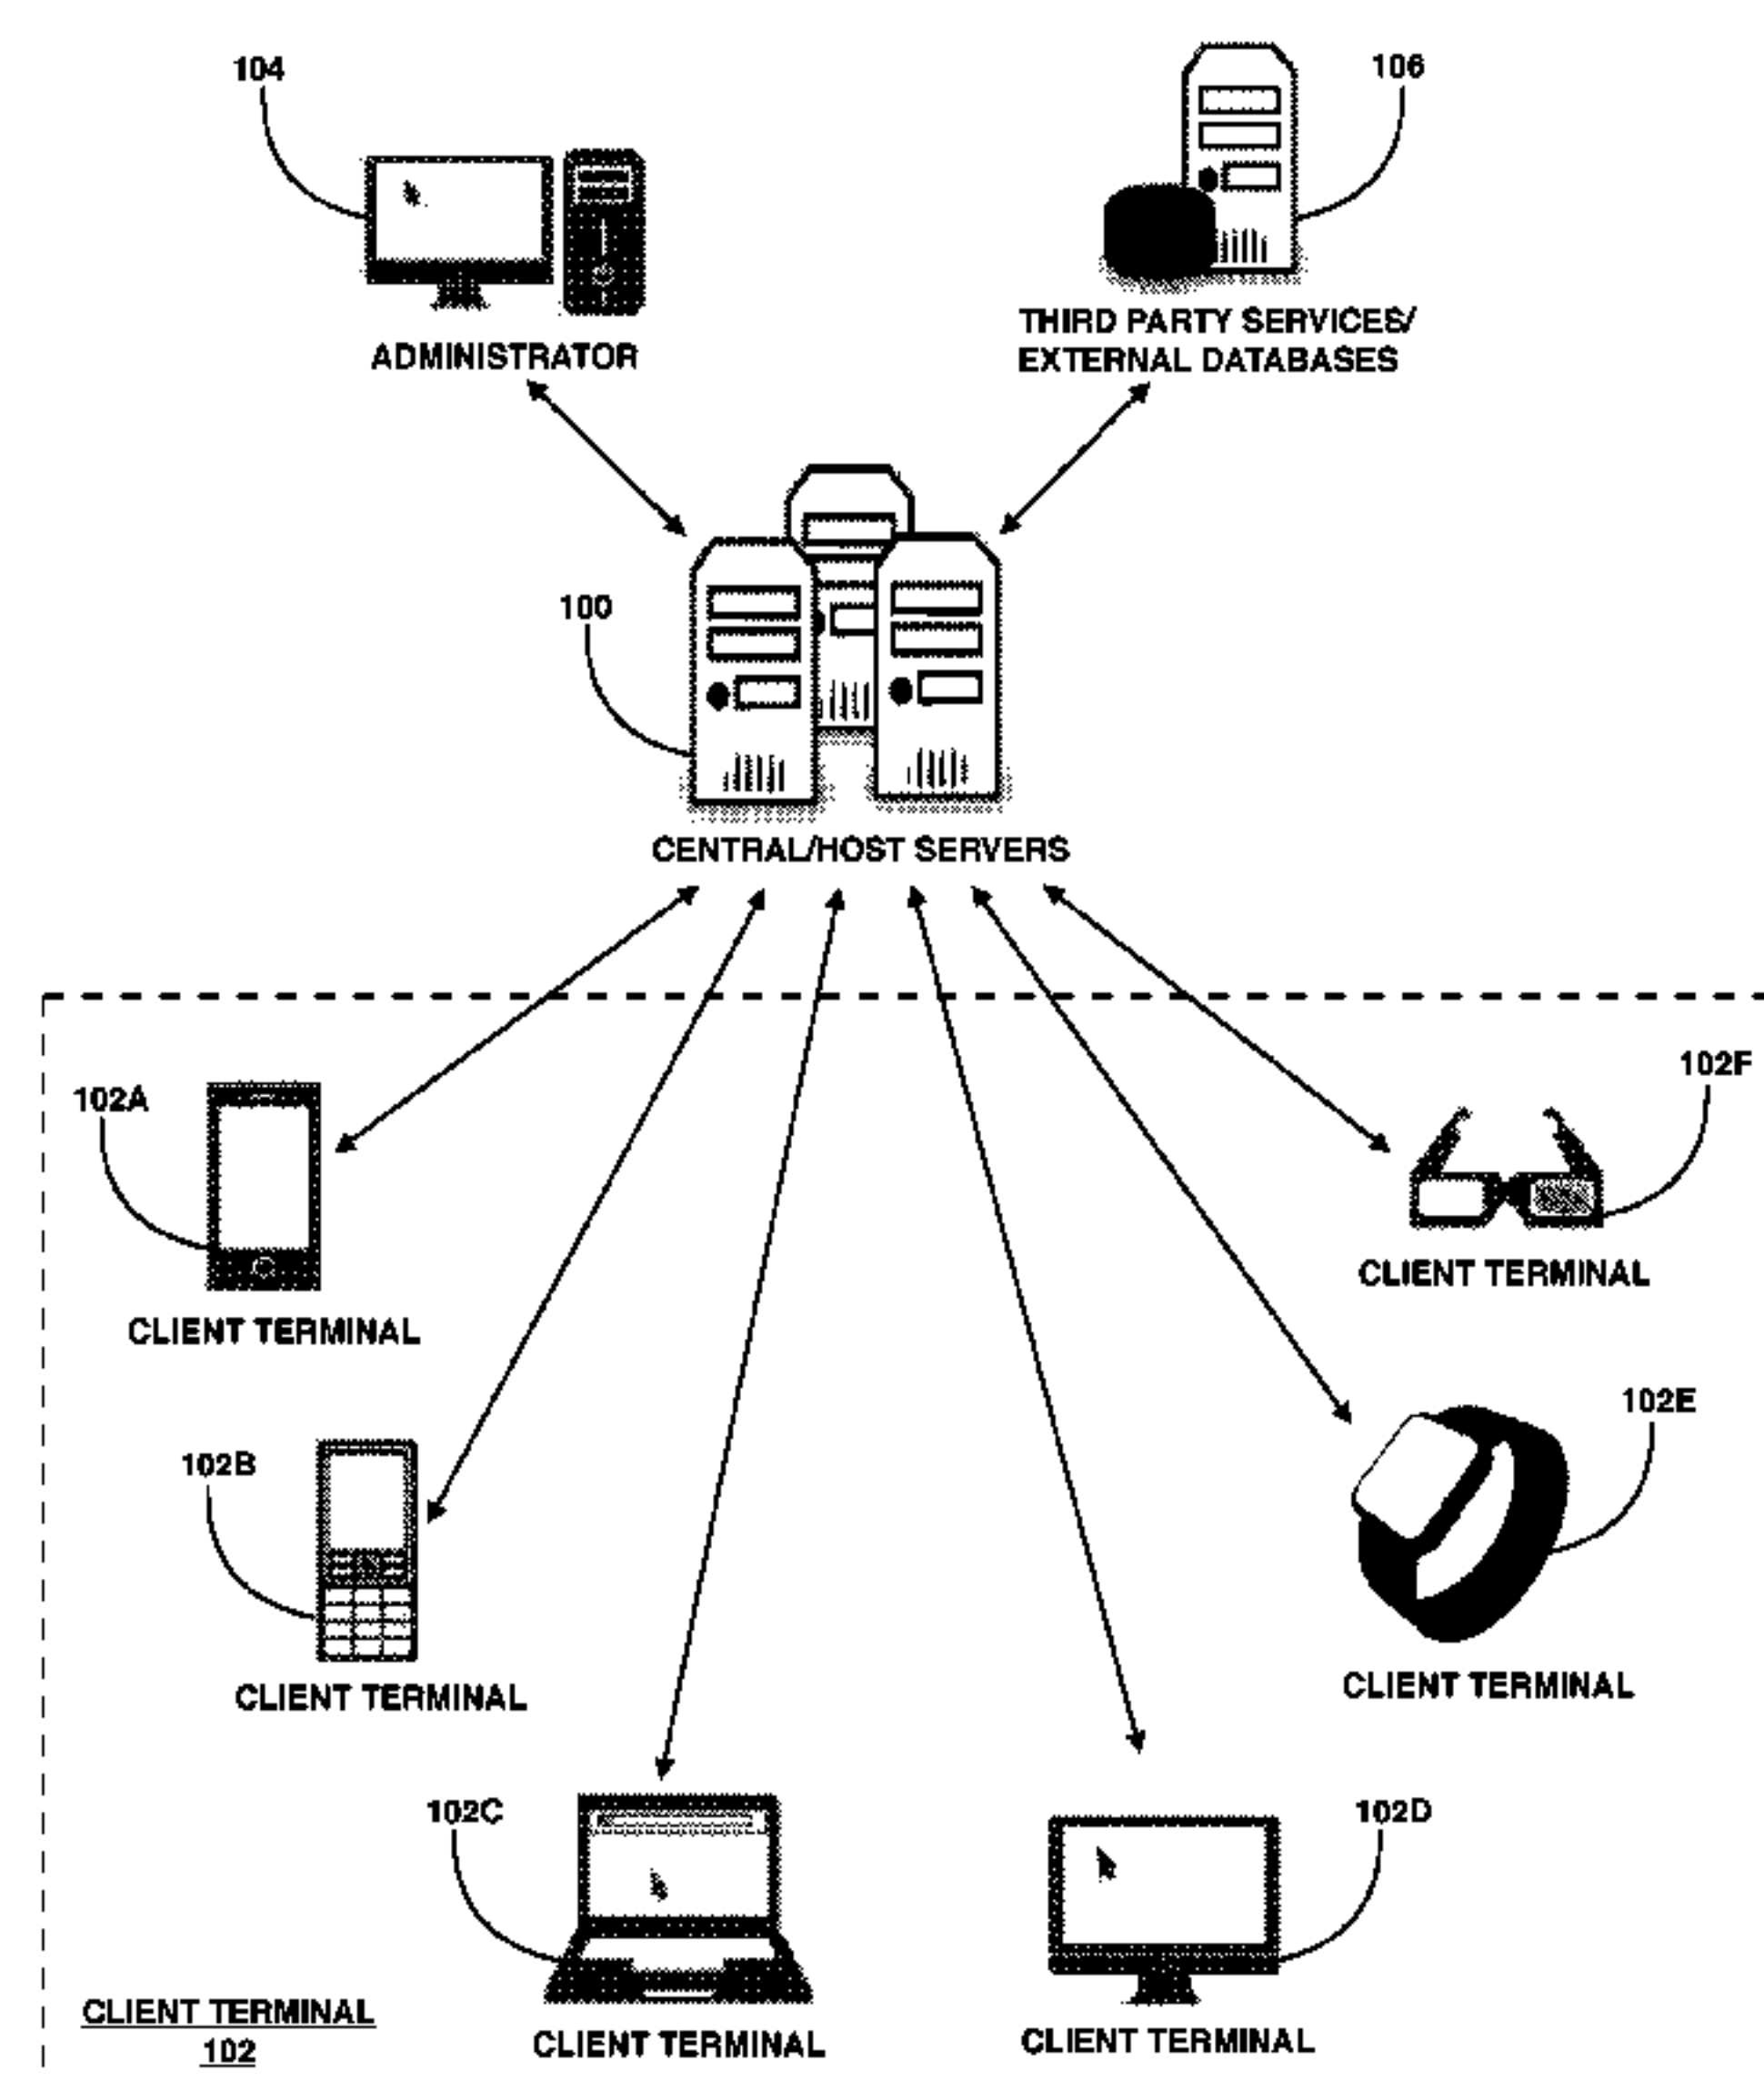 104
106
ADMINISTRATOR
THIRD PARTY SERVICES/
EXTERNAL DATABASES
100
CENTRAL/HOST SERVERS
102A
102F
CLIENT TERMINAL
CLIENT TERMINAL
102B
102E
CLIENT TERMINAL
CLIENT TERMINAL
102C
102D
CLIENT TERMINAL
102
CLIENT TERMINAL
CLIENT TERMINAL